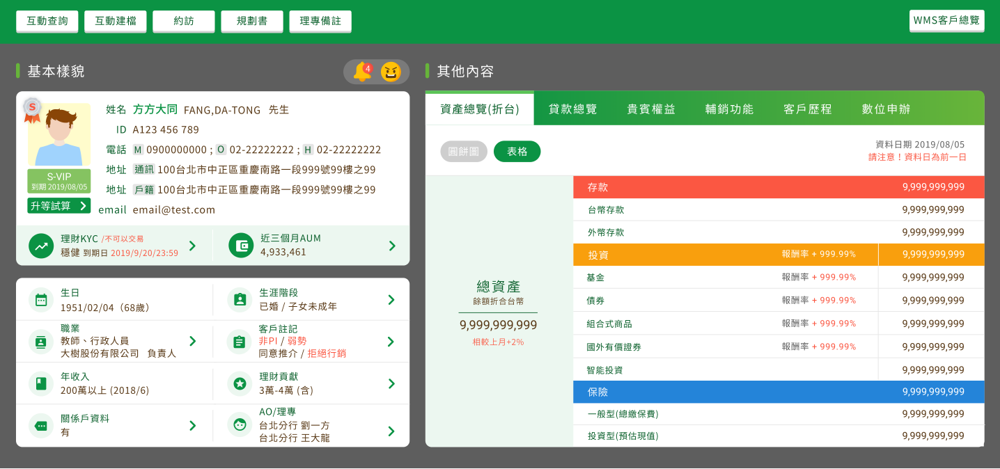 互動查詢 互動建檔 約訪 規劃書 理專備註 WMS客戶總覽
基本樣貌
4
S
姓名 方方大同 FANG,DA-TONG 先生
ID A123 456 789
電話 M 0900000000 ; O 02-22222222 ; H 02-22222222
地址 通訊 100台北市中正區重慶南路一段999號99樓之99
地址 戶籍 100台北市中正區重慶南路一段999號99樓之99
email email@test.com
S-VIP
到期 2019/08/05
升等試算
理財KYC /不可以交易
穩健 到期日 2019/9/20/23:59
近三個月AUM
4,933,461
生日
1951/02/04（68歲）
生涯階段
已婚 / 子女未成年
職業
教師、行政人員
大樹股份有限公司 負責人
客戶註記
非PI / 弱勢
同意推介 / 拒絕行銷
年收入
200萬以上 (2018/6)
理財貢獻
3萬-4萬 (含)
關係戶資料
有
AO/理專
台北分行 劉一方
台北分行 王大龍
其他內容
資產總覽(折台) 貸款總覽 貴賓權益 輔銷功能 客戶歷程 數位申辦
圓餅圖 表格
資料日期 2019/08/05
請注意！資料日為前一日
總資產
餘額折合台幣
9,999,999,999
相較上月+2%
存款 9,999,999,999
台幣存款 9,999,999,999
外幣存款 9,999,999,999
投資 報酬率 + 999.99% 9,999,999,999
基金 報酬率 + 999.99% 9,999,999,999
債券 報酬率 + 999.99% 9,999,999,999
組合式商品 報酬率 + 999.99% 9,999,999,999
國外有價證券 報酬率 + 999.99% 9,999,999,999
智能投資 9,999,999,999
保險 9,999,999,999
一般型(總繳保費) 9,999,999,999
投資型(預估現值) 9,999,999,999